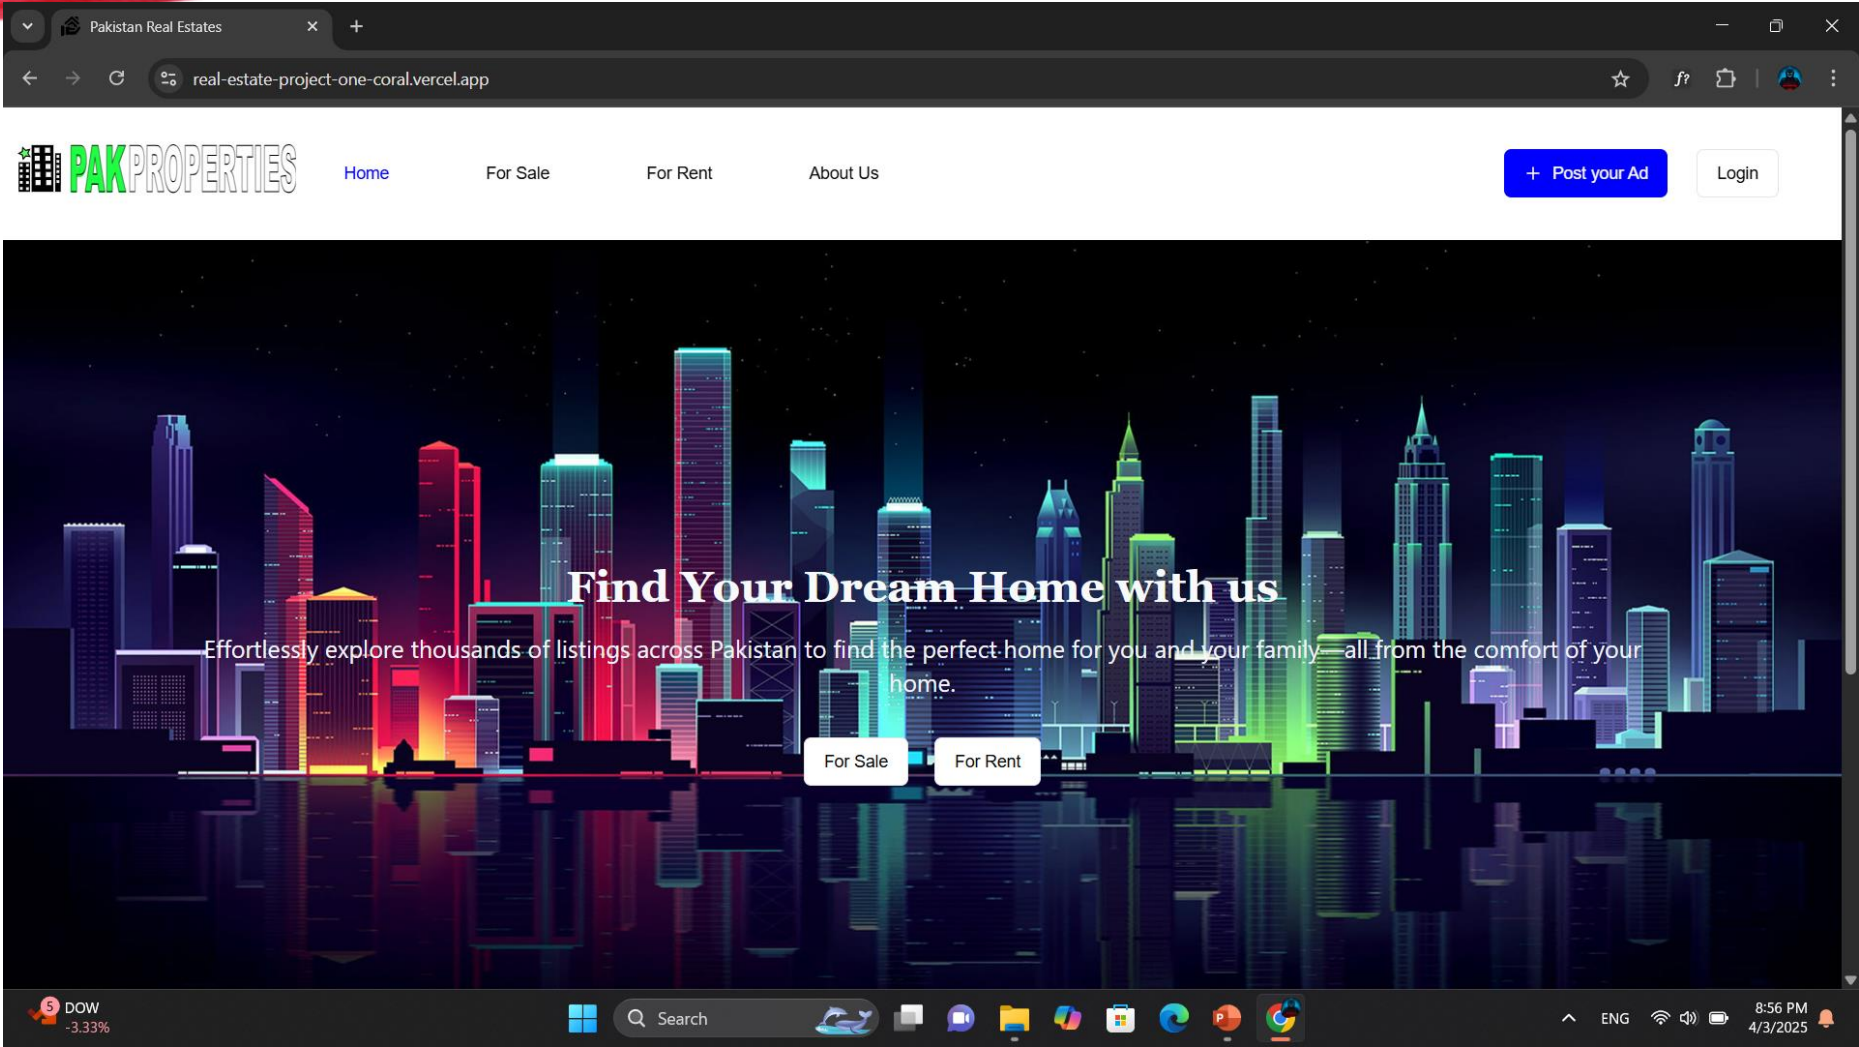 Pakistan Real Estates
real-estate-project-one-coral.vercel.app
f?
PAKPROPERTIES
Home
For Sale
For Rent
About Us
+ Post your Ad
Login
Find Your Dream Home with us
Effortlessly explore thousands of listings across Pakistan to find the perfect home for you and your family—all from the comfort of your
home.
For Sale
For Rent
5
DOW
-3.33%
Search
P
ENG
8:56 PM
4/3/2025